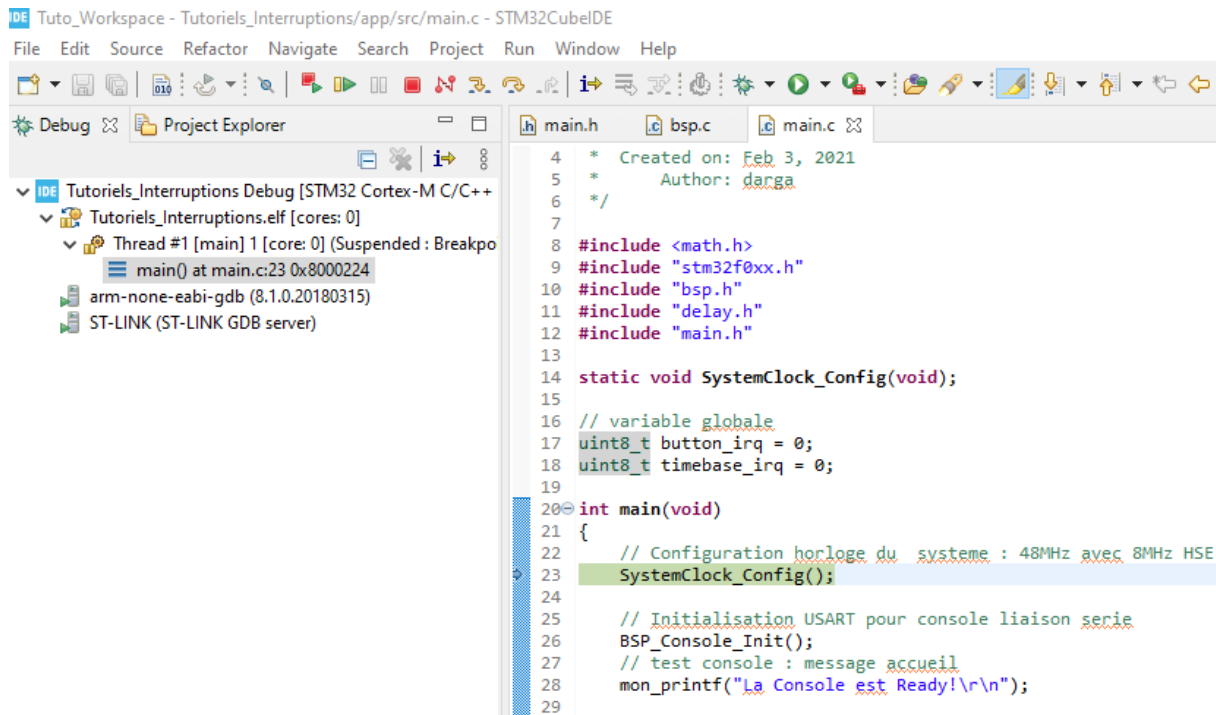 IDE Tuto_Workspace - Tutoriels_Interruptions/app/src/main.c - STM32CubeIDE
File Edit Source Refactor Navigate Search Project Run Window Help
Debug Project Explorer
IDE Tutoriels_Interruptions Debug [STM32 Cortex-M C/C++
Tutoriels_Interruptions.elf [cores: 0]
Thread #1 [main] 1 [core: 0] (Suspended : Breakpo
main() at main.c:23 0x8000224
arm-none-eabi-gdb (8.1.0.20180315)
ST-LINK (ST-LINK GDB server)
main.h bsp.c main.c
4 * Created on: Feb 3, 2021
5 * Author: darga
6 */
7
8 #include <math.h>
9 #include "stm32f0xx.h"
10 #include "bsp.h"
11 #include "delay.h"
12 #include "main.h"
13
14 static void SystemClock_Config(void);
15
16 // variable globale
17 uint8_t button_irq = 0;
18 uint8_t timebase_irq = 0;
19
20 int main(void)
21 {
22 // Configuration horloge du systeme : 48MHz avec 8MHz HSE
23 SystemClock_Config();
24
25 // Initialisation USART pour console liaison serie
26 BSP_Console_Init();
27 // test console : message accueil
28 mon_printf("La Console est Ready!\r\n");
29